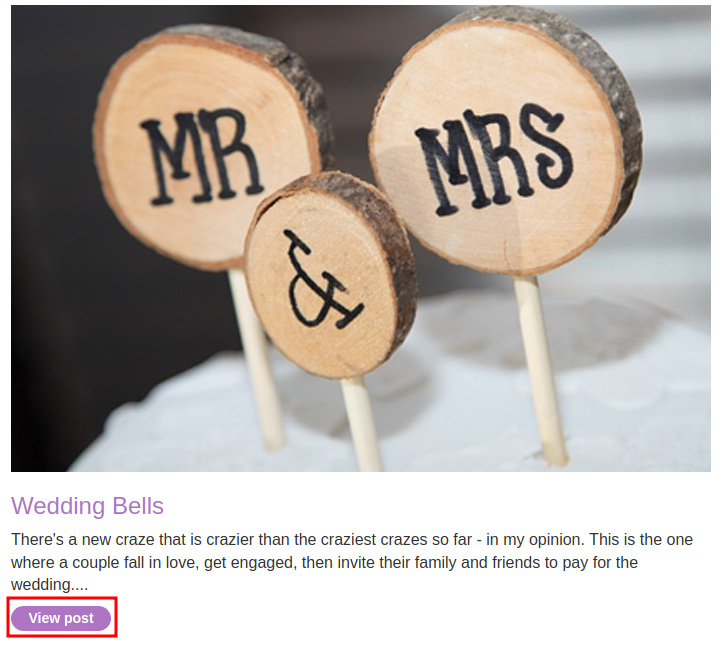 MR
MRS
&
Wedding Bells
There's a new craze that is crazier than the craziest crazes so far - in my opinion. This is the one
where a couple fall in love, get engaged, then invite their family and friends to pay for the
wedding....
View post